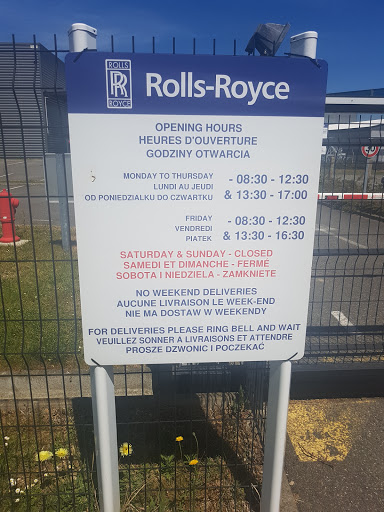 ROLLS
RR
ROYCE
Rolls-Royce
OPENING HOURS
HEURES D'OUVERTURE
GODZINY OTWARCIA
MONDAY TO THURSDAY
LUNDI AU JEUDI
OD PONIEDZIALKU DO CZWARTKU
- 08:30 - 12:30
& 13:30 - 17:00
FRIDAY
VENDREDI
PIATEK
- 08:30 - 12:30
& 13:30 - 16:30
SATURDAY & SUNDAY - CLOSED
SAMEDI ET DIMANCHE - FERME
SOBOTA I NIEDZIELA - ZAMKNIETE
NO WEEKEND DELIVERIES
AUCUNE LIVRAISON LE WEEK-END
NIE MA DOSTAW W WEEKENDY
FOR DELIVERIES PLEASE RING BELL AND WAIT
VEUILLEZ SONNER A LIVRAISONS ET ATTENDRE
PROSZE DZWONIC I POCZEKAĆ